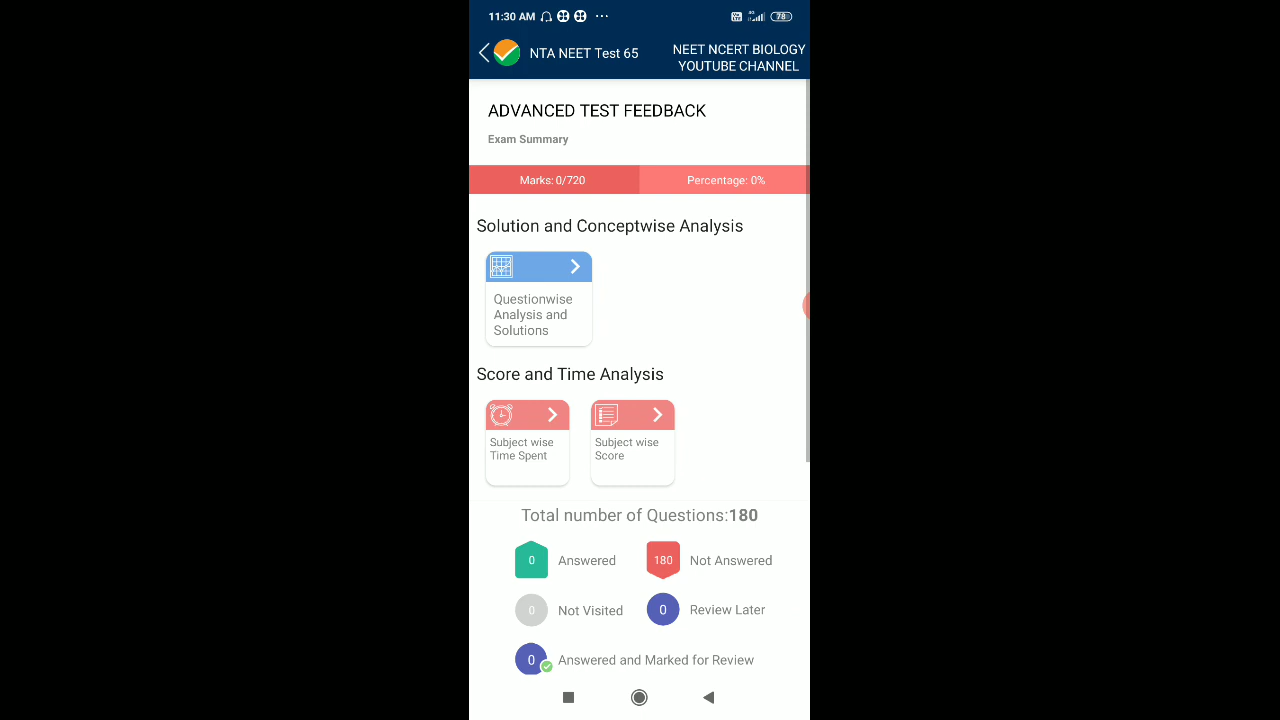 11:30 AM
78
NTA NEET Test 65
NEET NCERT BIOLOGY
YOUTUBE CHANNEL
ADVANCED TEST FEEDBACK
Exam Summary
Marks: 0/720
Percentage: 0%
Solution and Conceptwise Analysis
Questionwise
Analysis and
Solutions
Score and Time Analysis
Subject wise
Time Spent
Subject wise
Score
Total number of Questions:180
0 Answered
180 Not Answered
0 Not Visited
0 Review Later
0 Answered and Marked for Review